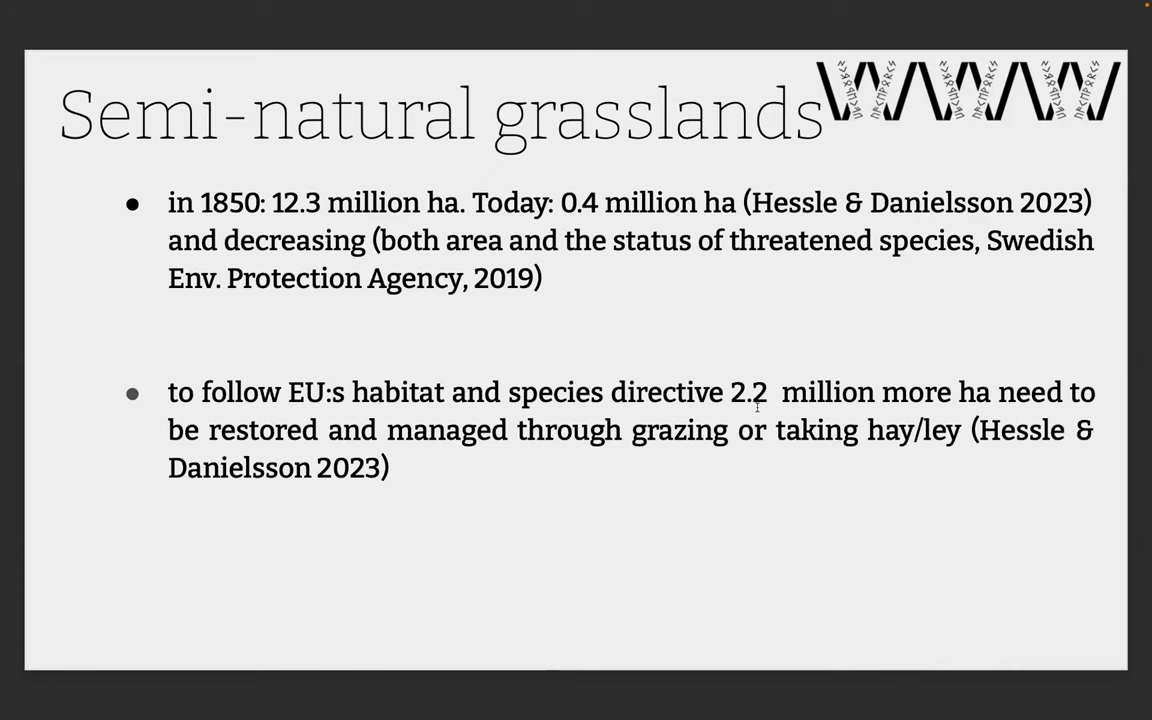 Semi-natural grasslands
WWW
● in 1850: 12.3 million ha. Today: 0.4 million ha (Hessle & Danielsson 2023)
and decreasing (both area and the status of threatened species, Swedish
Env. Protection Agency, 2019)
● to follow EU:s habitat and species directive 2.2  million more ha need to
be restored and managed through grazing or taking hay/ley (Hessle &
Danielsson 2023)